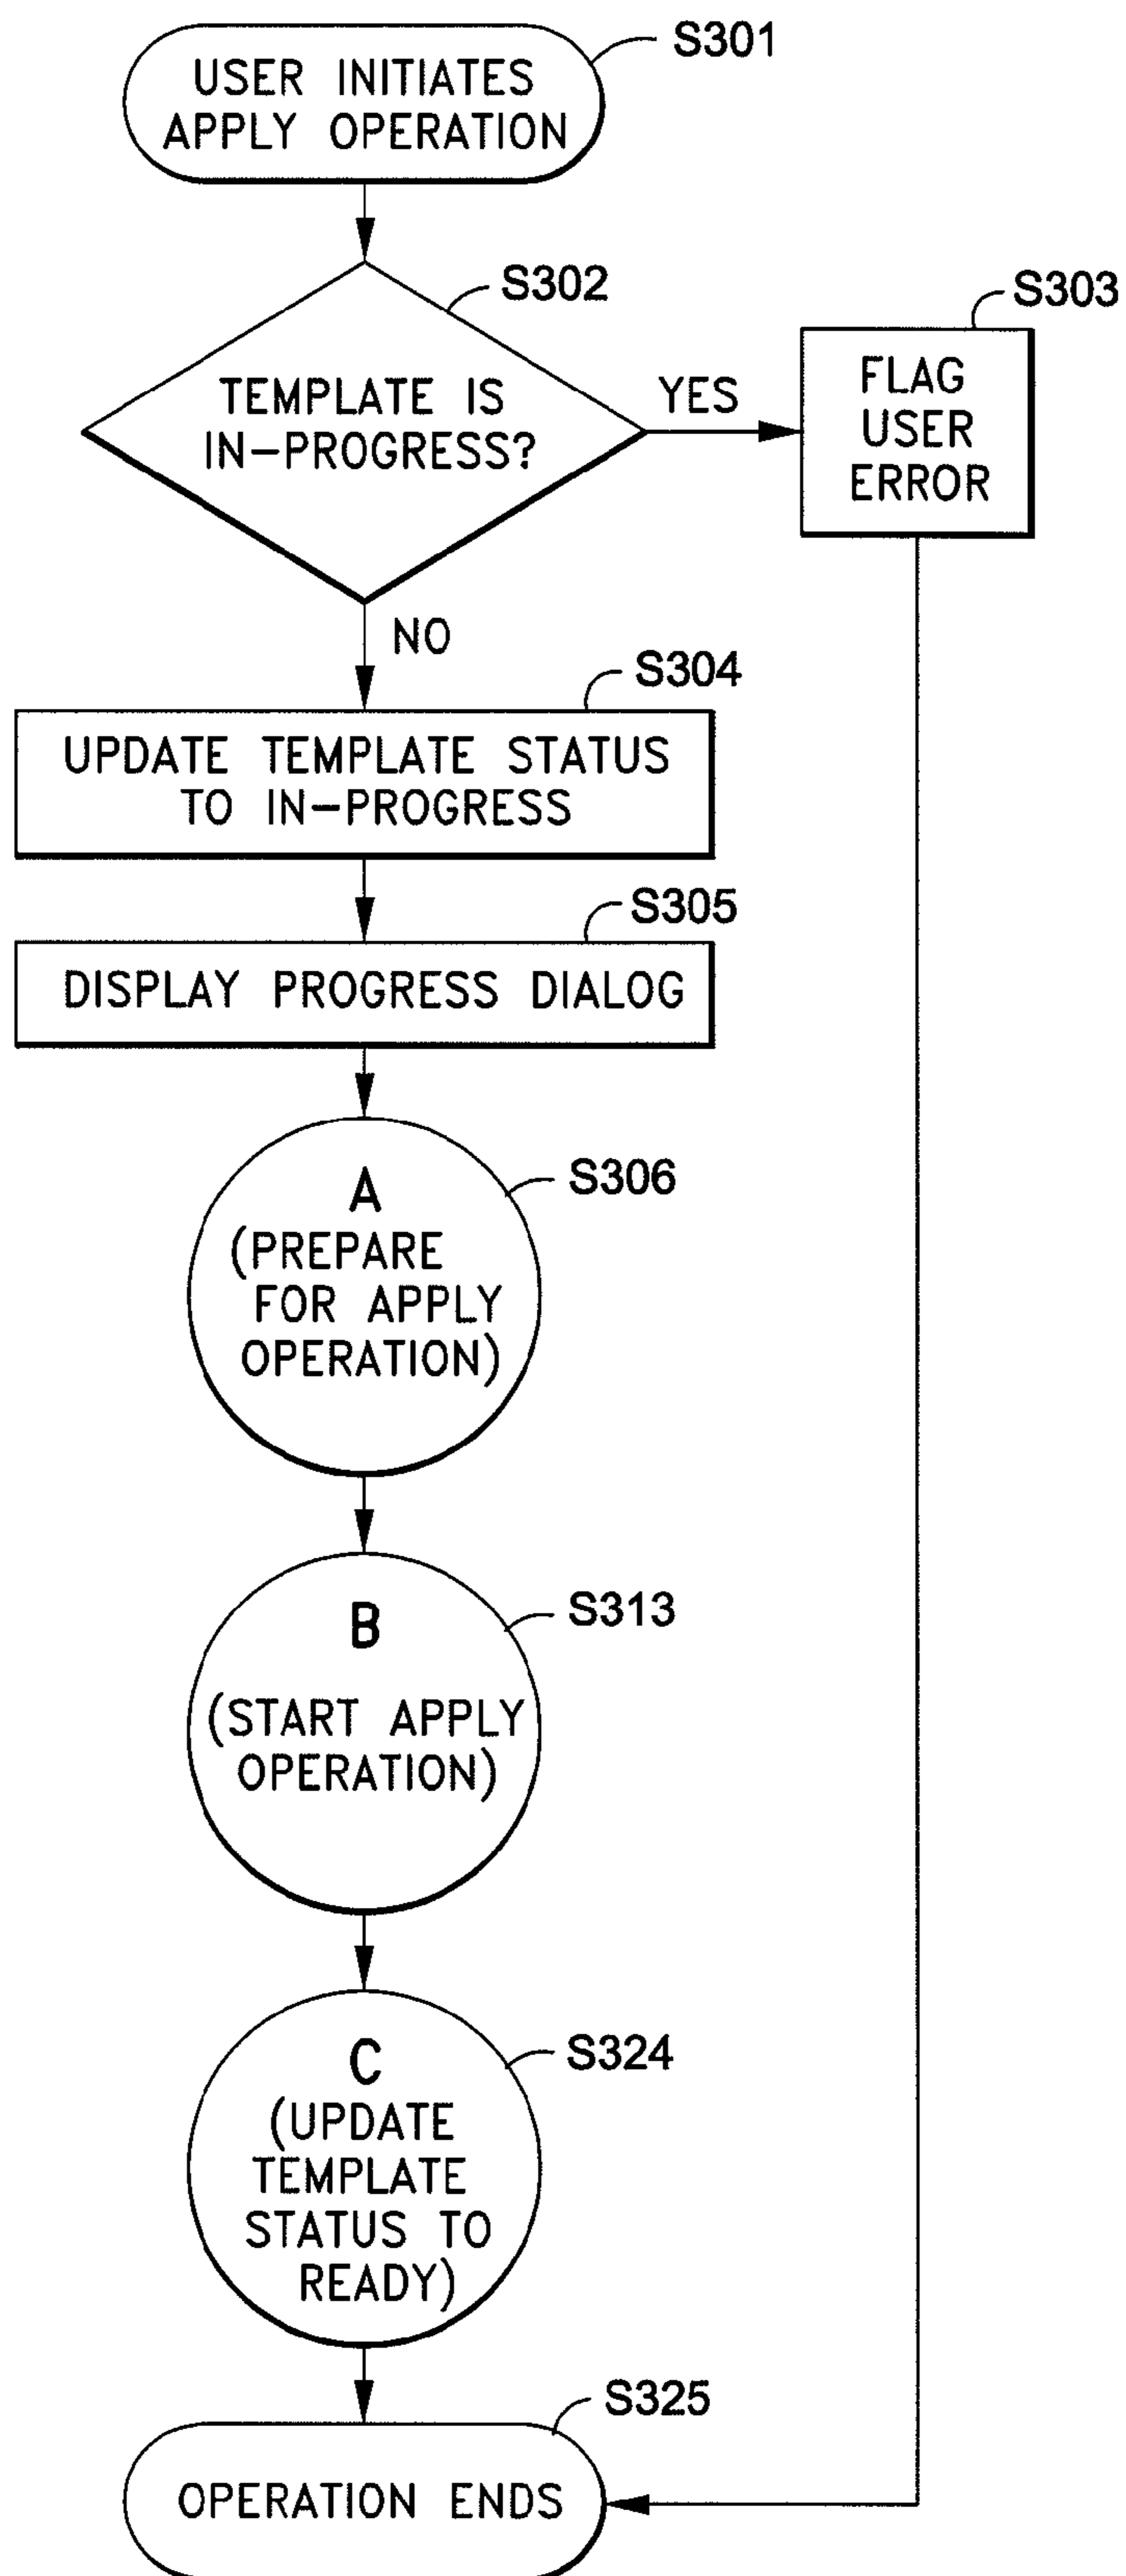 S301
USER INITIATES
APPLY OPERATION
S302
TEMPLATE IS
IN-PROGRESS?
YES
S303
FLAG
USER
ERROR
NO
S304
UPDATE TEMPLATE STATUS
TO IN-PROGRESS
S305
DISPLAY PROGRESS DIALOG
S306
A
(PREPARE
FOR APPLY
OPERATION)
S313
B
(START APPLY
OPERATION)
S324
C
(UPDATE
TEMPLATE
STATUS TO
READY)
S325
OPERATION ENDS